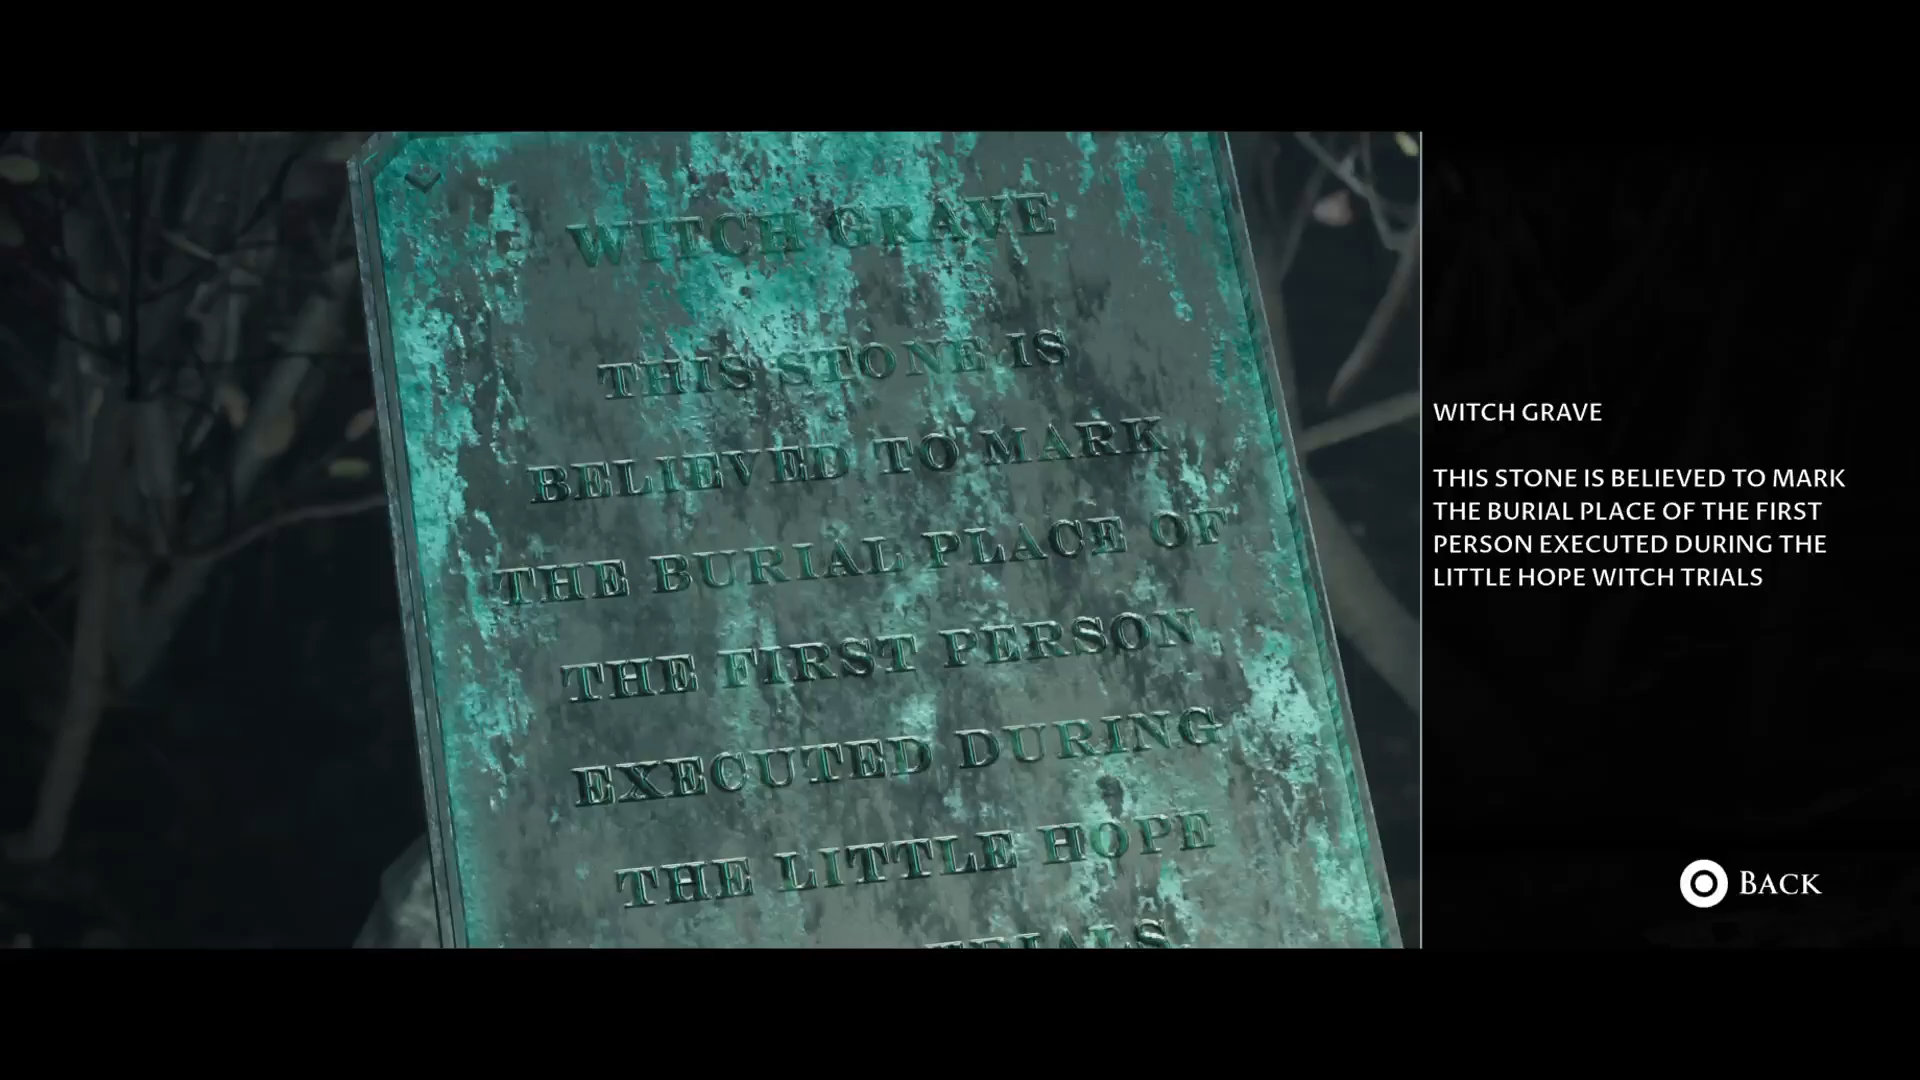 WITCH GRAVE
THIS STONE IS
BELIEVED TO MARK
THE BURIAL PLACE OF
THE FIRST PERSON
EXECUTED DURING
THE LITTLE HOPE
TRIALS
WITCH GRAVE
THIS STONE IS BELIEVED TO MARK
THE BURIAL PLACE OF THE FIRST
PERSON EXECUTED DURING THE
LITTLE HOPE WITCH TRIALS
BACK